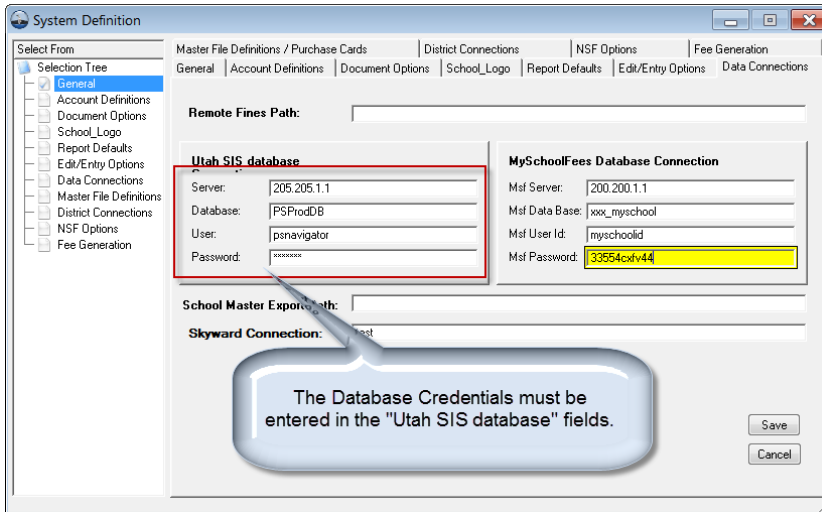 System Definition
Select From
Selection Tree
General
Account Definitions
Document Options
School_Logo
Report Defaults
Edit/Entry Options
Data Connections
Master File Definitions
District Connections
NSF Options
Fee Generation
Master File Definitions / Purchase Cards District Connections NSF Options Fee Generation
General Account Definitions Document Options School_Logo Report Defaults Edit/Entry Options Data Connections
Remote Fines Path:
Utah SIS database
Server: 205.205.1.1
Database: PSProdDB
User: psnavigator
Password: xxxxxxx
MySchoolFees Database Connection
Msf Server: 200.200.1.1
Msf Data Base: xxx_myschool
Msf User Id: myschoolid
Msf Password: 33554cxfv44
School Master Export
Skyward Connection:
The Database Credentials must be
entered in the "Utah SIS database" fields.
Save
Cancel